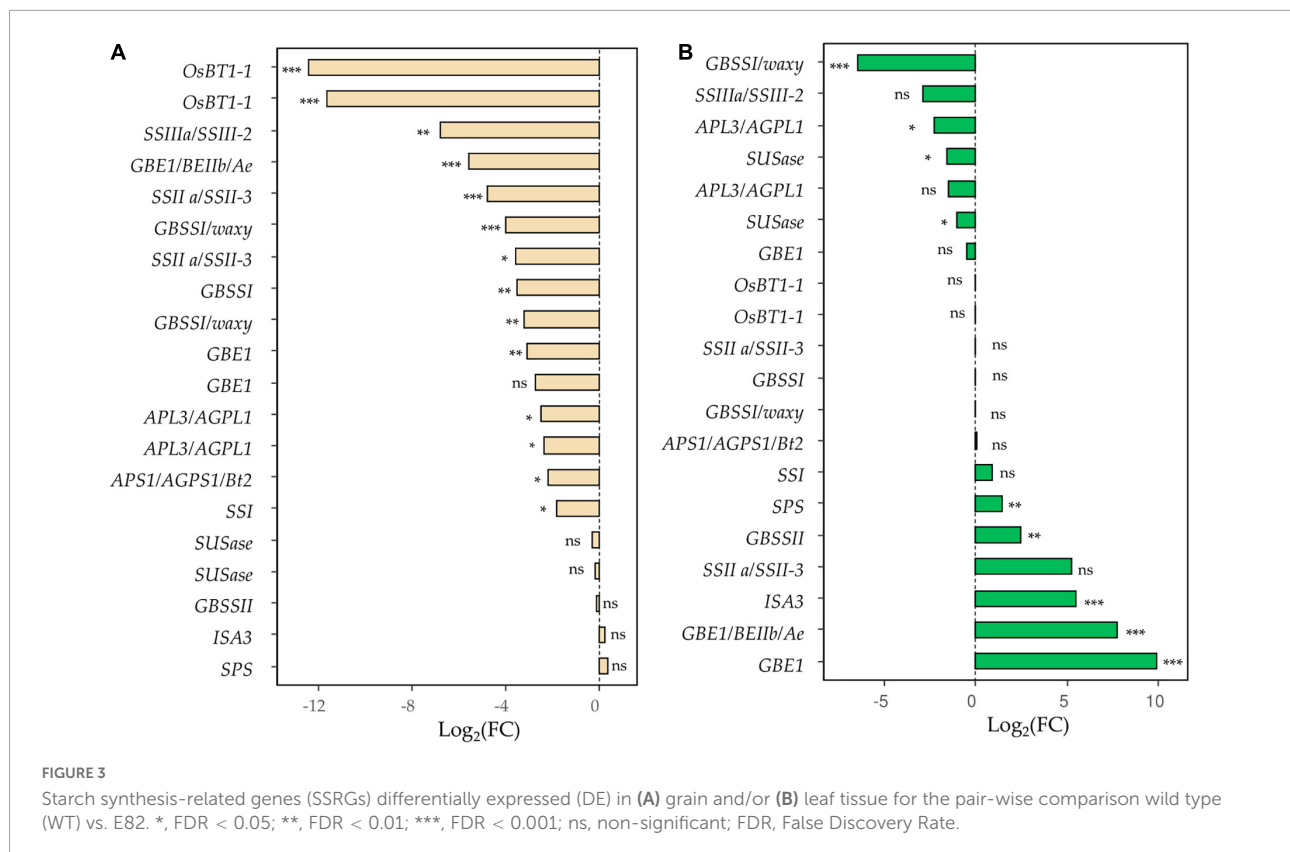 A
OsBT1-1
***
OsBT1-1
***
SSIIIa/SSIII-2
**
GBE1/BEIIb/Ae
***
SSII a/SSII-3
***
GBSSI/waxy
***
SSII a/SSII-3
*
GBSSI
**
GBSSI/waxy
**
GBE1
**
GBE1
ns
APL3/AGPL1
*
APL3/AGPL1
*
APS1/AGPS1/Bt2
*
SSI
*
SUSase
ns
SUSase
ns
GBSSII
ns
ISA3
ns
SPS
ns
-12 -8 -4 0
Log2(FC)
B
GBSSI/waxy
***
SSIIIa/SSIII-2
ns
APL3/AGPL1
*
SUSase
*
APL3/AGPL1
ns
SUSase
*
GBE1
ns
OsBT1-1
ns
OsBT1-1
ns
SSII a/SSII-3
ns
GBSSI
ns
GBSSI/waxy
ns
APS1/AGPS1/Bt2
ns
SSI
ns
SPS
**
GBSSII
**
SSII a/SSII-3
ns
ISA3
***
GBE1/BEIIb/Ae
***
GBE1
***
-5 0 5 10
Log2(FC)
FIGURE 3
Starch synthesis-related genes (SSRGs) differentially expressed (DE) in (A) grain and/or (B) leaf tissue for the pair-wise comparison wild type
(WT) vs. E82. *, FDR < 0.05; **, FDR < 0.01; ***, FDR < 0.001; ns, non-significant; FDR, False Discovery Rate.